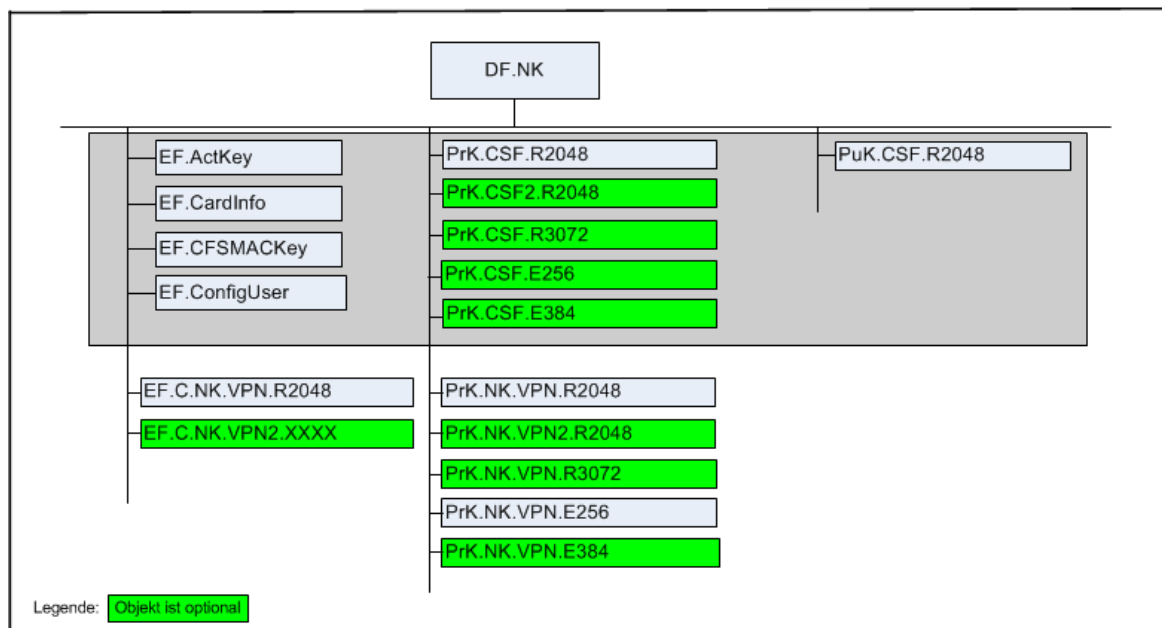 DF.NK
EF.ActKey
EF.CardInfo
EF.CFSMACKey
EF.ConfigUser
PrK.CSF.R2048
PrK.CSF2.R2048
PrK.CSF.R3072
PrK.CSF.E256
PrK.CSF.E384
PuK.CSF.R2048
EF.C.NK.VPN.R2048
EF.C.NK.VPN2.XXXX
PrK.NK.VPN.R2048
PrK.NK.VPN2.R2048
PrK.NK.VPN.R3072
PrK.NK.VPN.E256
PrK.NK.VPN.E384
Legende: Objekt ist optional